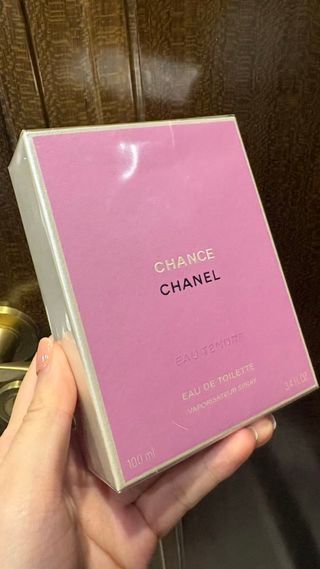 CHANCE
CHANEL
EAU TENDRE
EAU DE TOILETTE
VAPORISATEUR SPRAY
100 ml 3.4 FL. OZ.